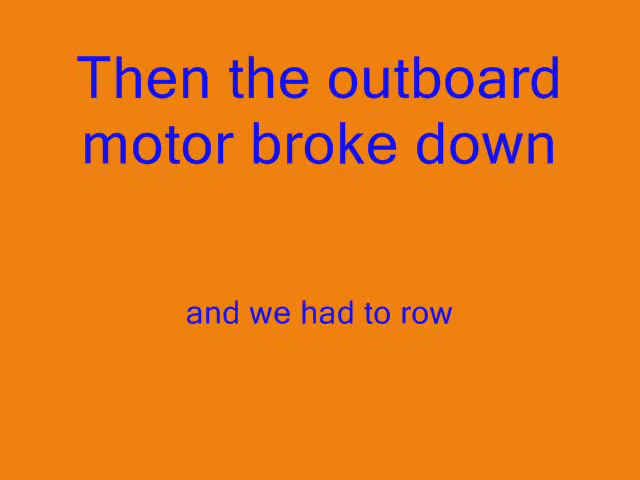 Then the outboard
motor broke down
and we had to row